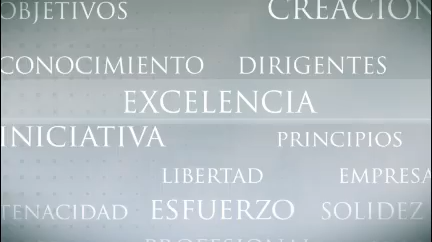 OBJETIVOS CREACIÓN
CONOCIMIENTO DIRIGENTES
EXCELENCIA
INICIATIVA PRINCIPIOS
LIBERTAD EMPRESA
TENACIDAD ESFUERZO SOLIDEZ